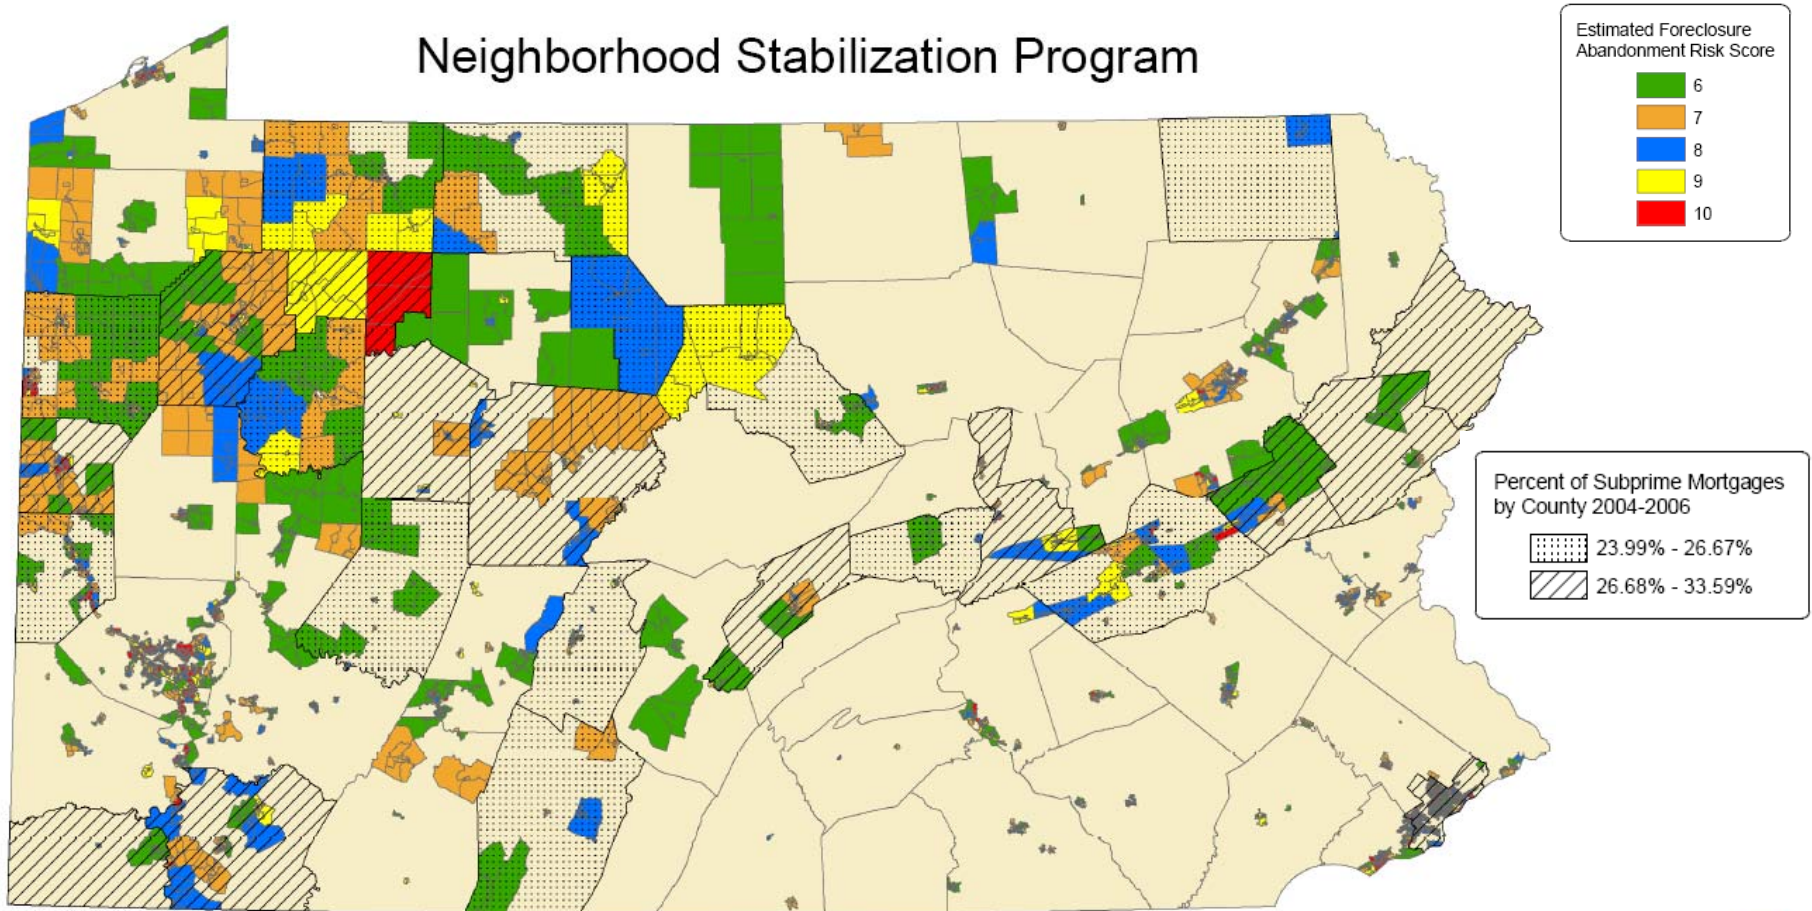 Neighborhood Stabilization Program
Estimated Foreclosure
Abandonment Risk Score
6
7
8
9
10
Percent of Subprime Mortgages
by County 2004-2006
23.99% - 26.67%
26.68% - 33.59%